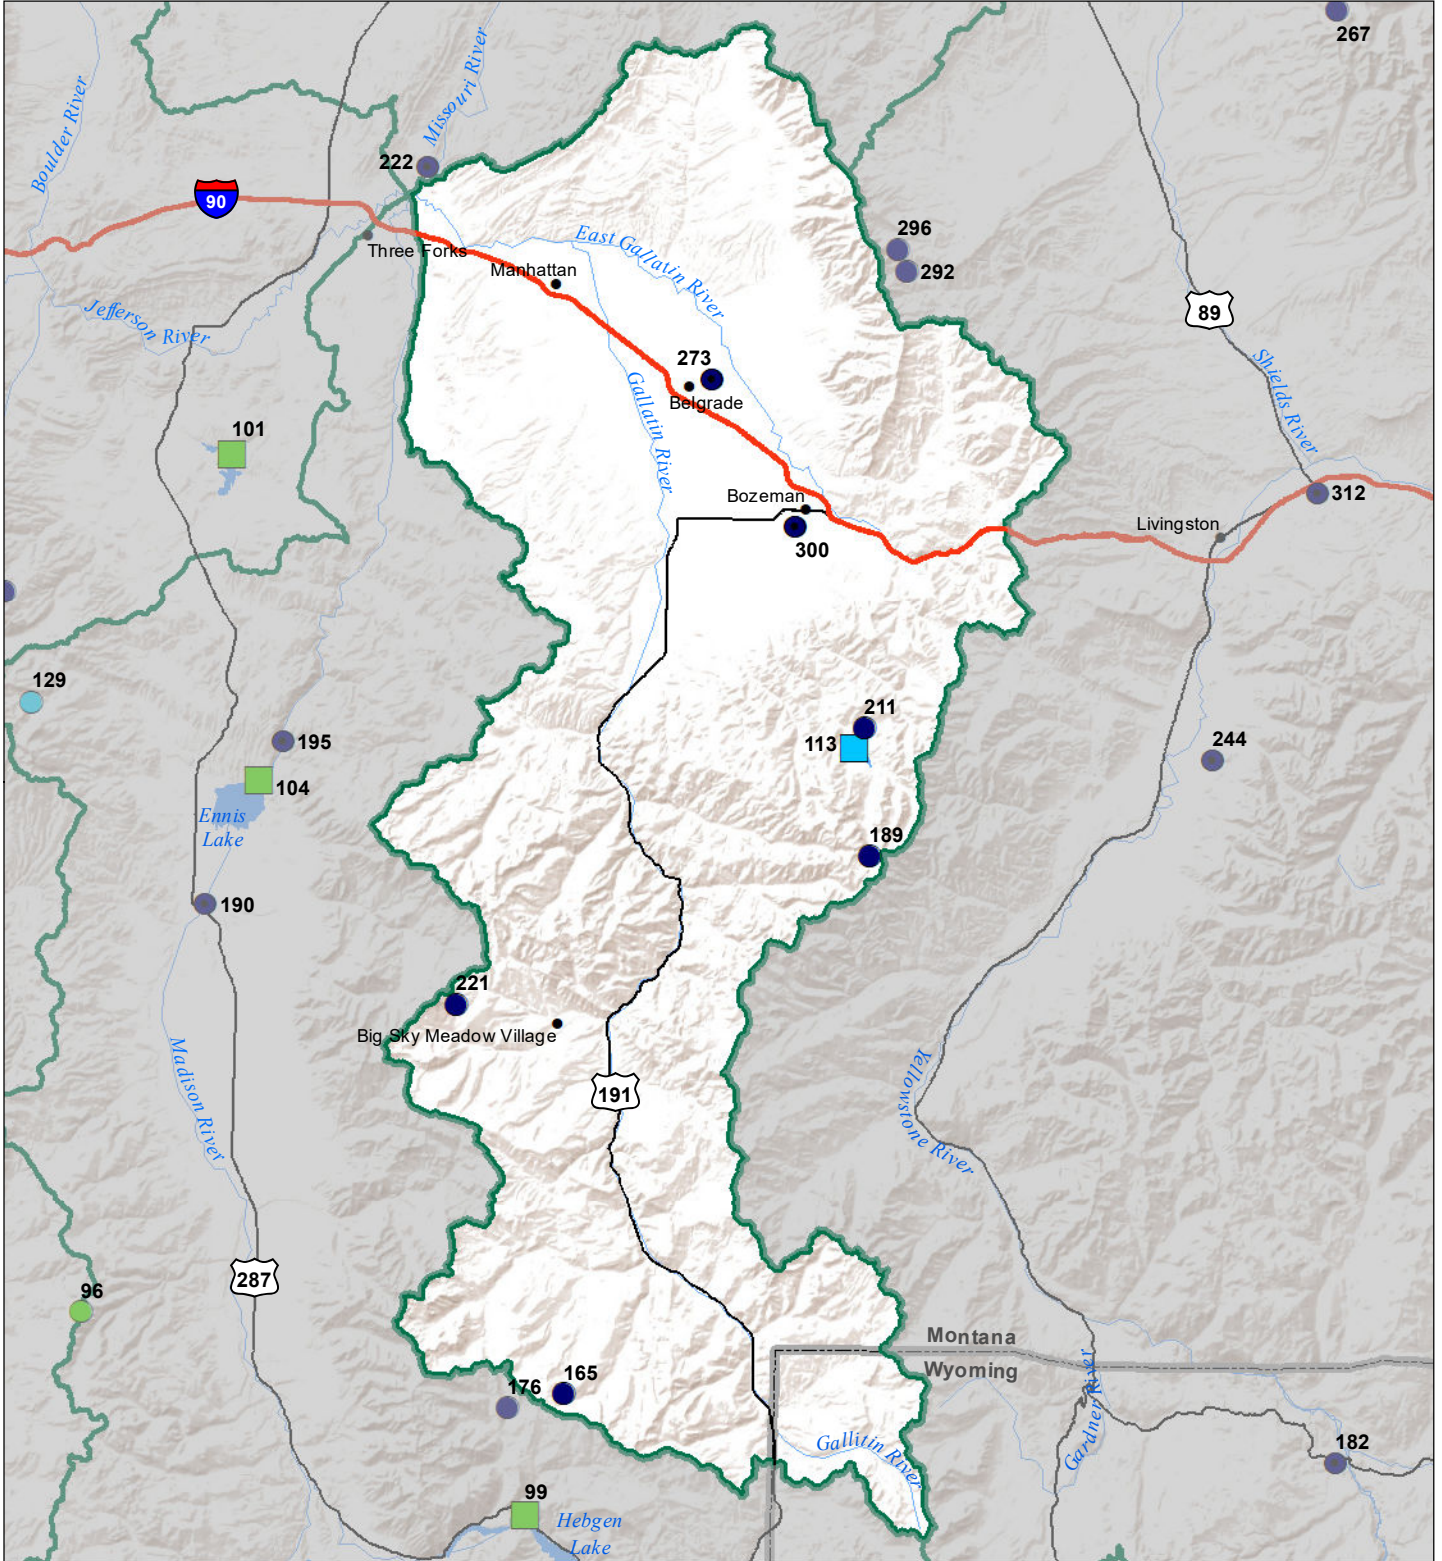 267
Missouri River
Boulder River
222
90
296
East Gallatin River
Three Forks
Manhattan
292
89
Jefferson River
273
Shields River
Gallatin River
Belgrade
101
Bozeman
312
Livingston
300
129
211
195
113
244
104
Ennis
Lake
189
190
221
Big Sky Meadow Village
Madison River
Yellowstone River
191
287
96
Montana
Wyoming
165
176
Gardner River
Gallitin River
182
99
Hebgen
Lake